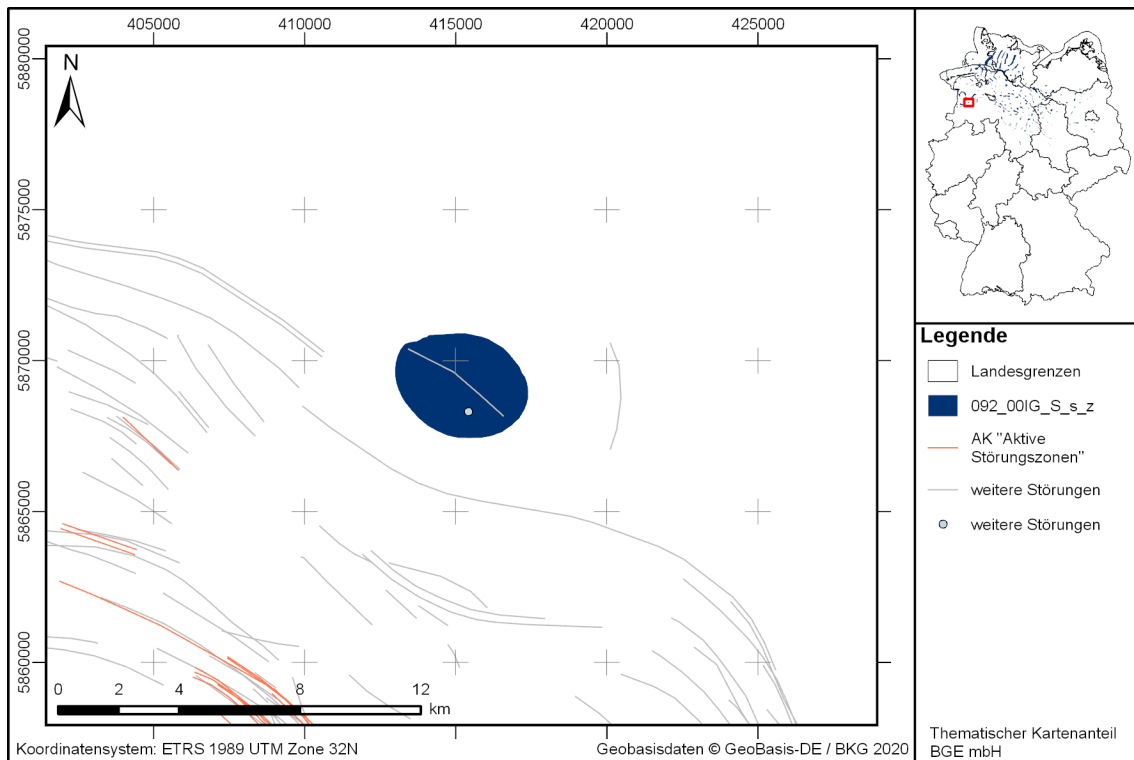 405000
410000
415000
420000
425000
5880000
5875000
5870000
5865000
5860000
N
0
2
4
8
12
km
Koordinatensystem: ETRS 1989 UTM Zone 32N
Geobasisdaten © GeoBasis-DE / BKG 2020
Legende
Landesgrenzen
092_00IG_S_s_z
AK "Aktive
Störungszonen"
weitere Störungen
weitere Störungen
Thematischer Kartenanteil
BGE mbH